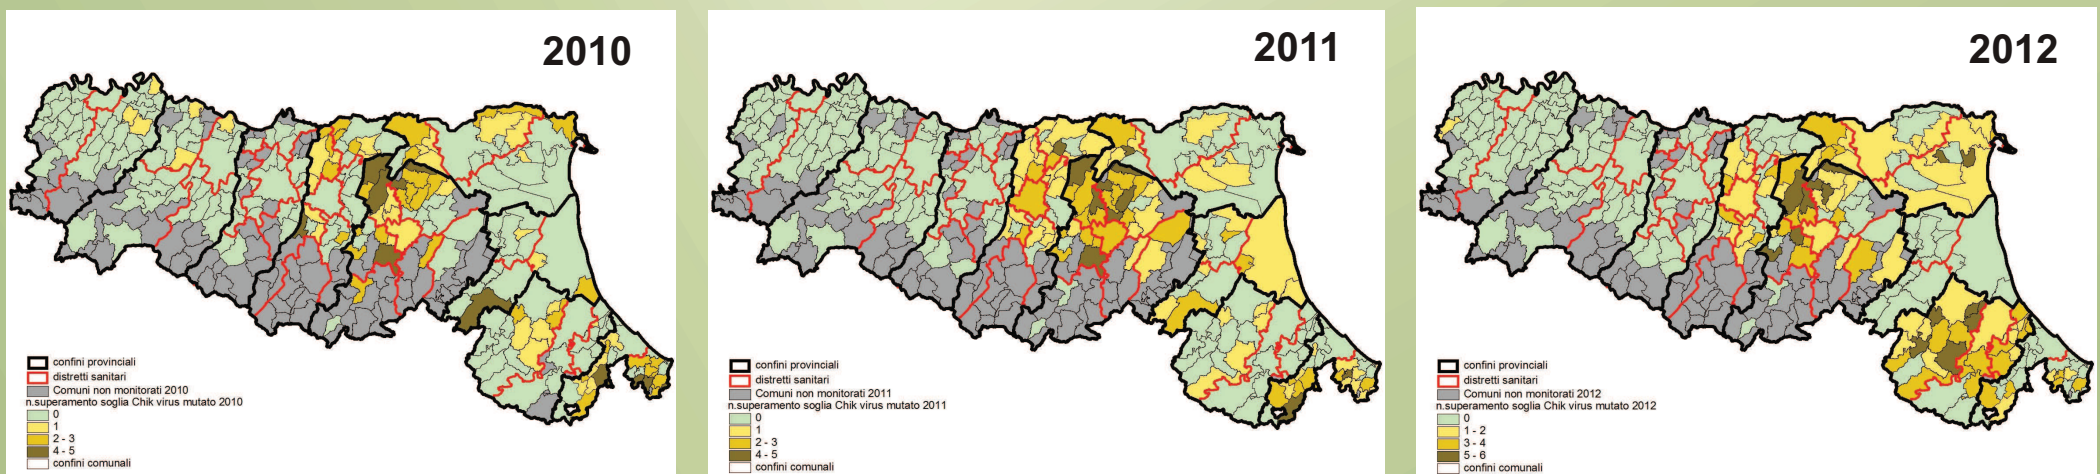 2010
confini provinciali
distretti sanitari
Comuni non monitorati 2010
n.superamento soglia Chik virus mutato 2010
0
1
2 - 3
4 - 5
confini comunali
2011
confini provinciali
distretti sanitari
Comuni non monitorati 2011
n.superamento soglia Chik virus mutato 2011
0
1
2 - 3
4 - 5
confini comunali
2012
confini provinciali
distretti sanitari
Comuni non monitorati 2012
n.superamento soglia Chik virus mutato 2012
0
1 - 2
3 - 4
5 - 6
confini comunali